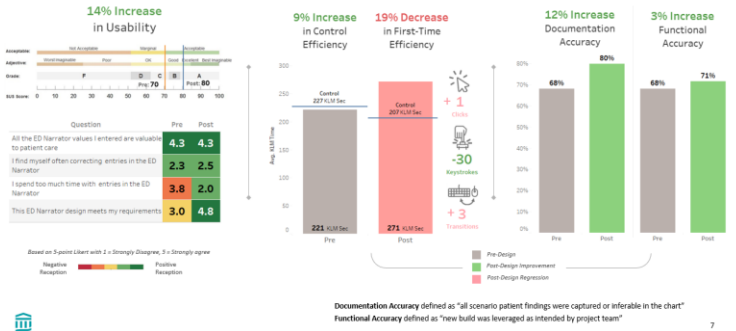 14% Increase
in Usability
9% Increase
in Control
Efficiency
19% Decrease
in First-Time
Efficiency
12% Increase
Documentation
Accuracy
3% Increase
Functional
Accuracy
Acceptable:
Not Acceptable
Marginal
Acceptable
Adjective:
Worst Imaginable
Poor
OK
Good
Excellent
Best Imaginable
Grade:
F
D
C
B
A
Pre: 70
Post: 80
SUS Score:
0 10 20 30 40 50 60 70 80 90 100
Question Pre Post
All the ED Narrator values I entered are valuable
to patient care
4.3 4.3
I find myself often correcting entries in the ED
Narrator
2.3 2.5
I spend too much time with entries in the ED
Narrator
3.8 2.0
This ED Narrator design meets my requirements
3.0 4.8
Based on 5-point Likert with 1 = Strongly Disagree, 5 = Strongly agree
Negative
Reception
Positive
Reception
Avg. KLM Time
300
250
200
150
100
50
0
Control
227 KLM Sec
Control
207 KLM Sec
221 KLM Sec
271 KLM Sec
Pre
Post
+ 1
Clicks
-30
Keystrokes
+ 3
Transitions
80%
70%
60%
50%
40%
30%
20%
10%
0%
68%
80%
68%
71%
Pre
Post
Pre
Post
Pre-Design
Post-Design Improvement
Post-Design Regression
Documentation Accuracy defined as “all scenario patient findings were captured or inferable in the chart”
Functional Accuracy defined as “new build was leveraged as intended by project team”
7